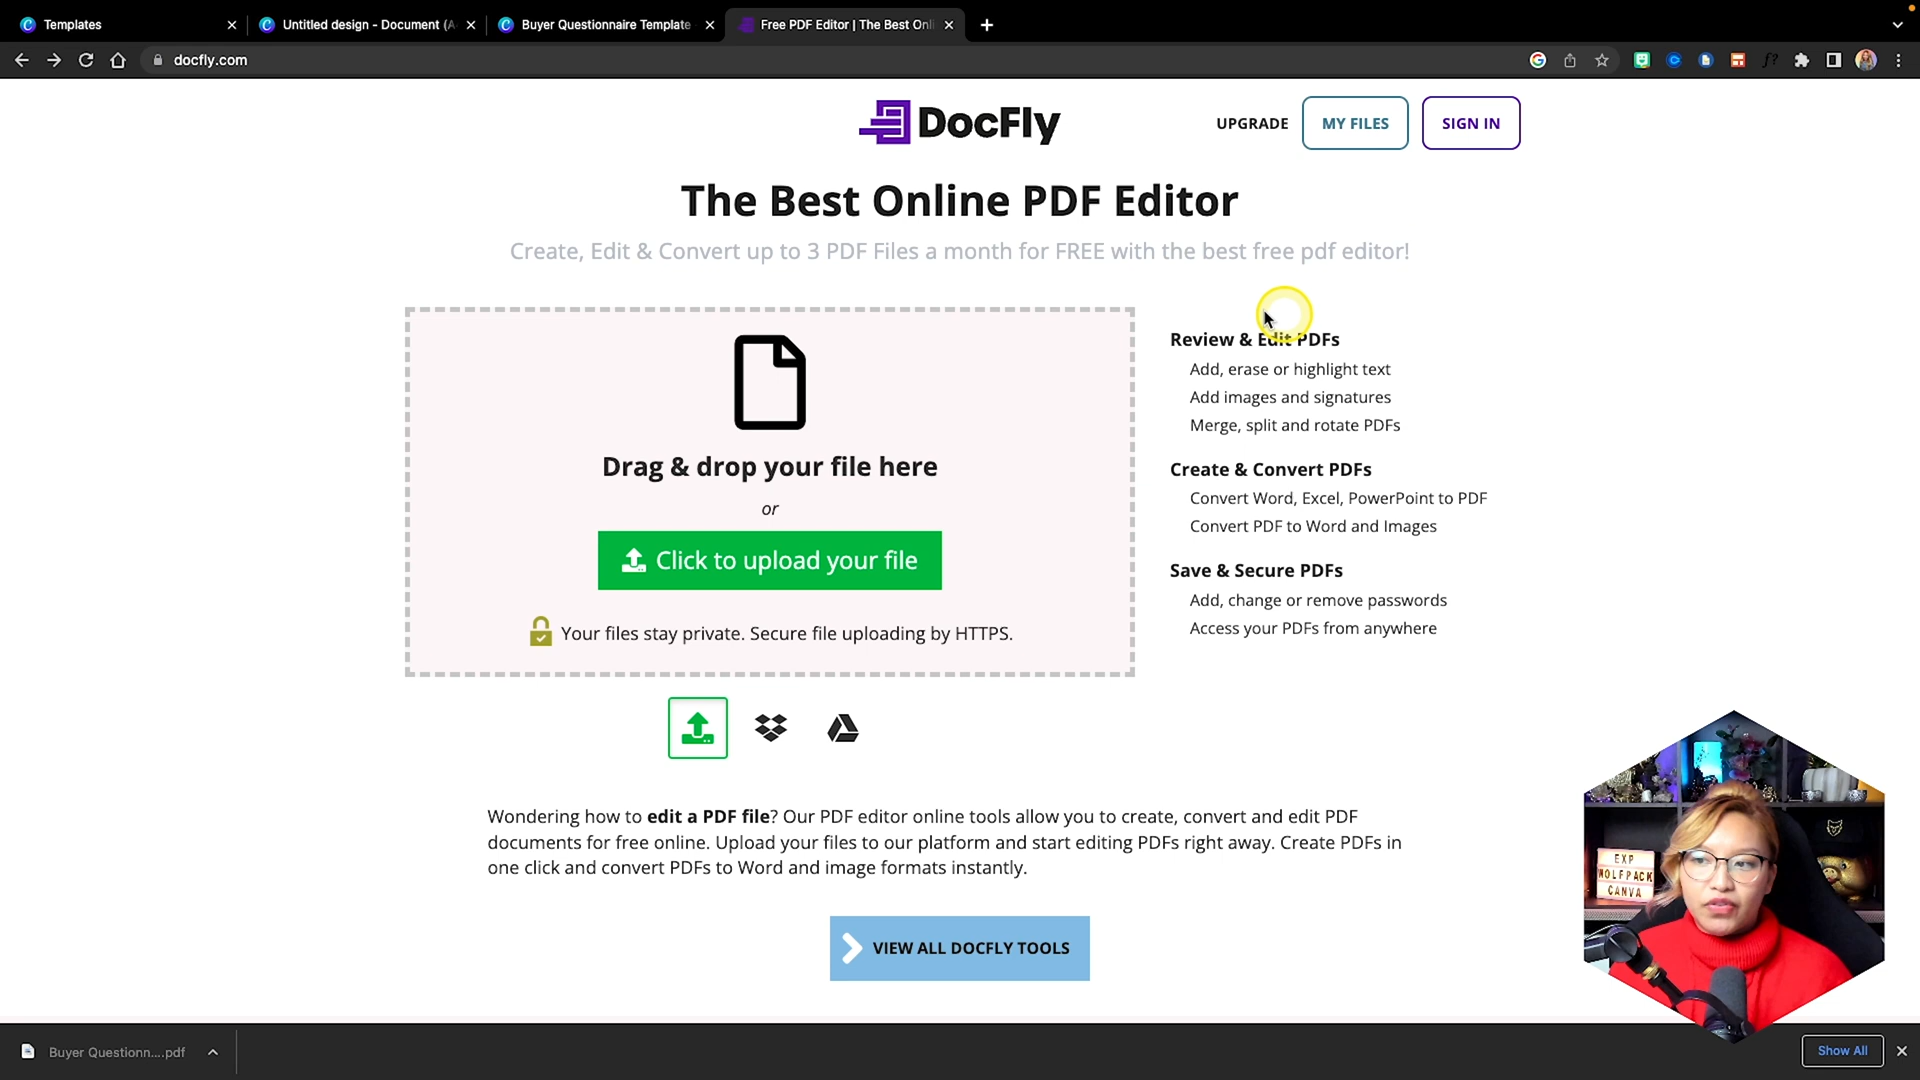 Templates
Untitled design - Document (A
Buyer Questionnaire Template
Free PDF Editor | The Best Onli
docfly.com
DocFly
UPGRADE
MY FILES
SIGN IN
The Best Online PDF Editor
Create, Edit & Convert up to 3 PDF Files a month for FREE with the best free pdf editor!
Drag & drop your file here
or
Click to upload your file
Your files stay private. Secure file uploading by HTTPS.
Review & Edit PDFs
Add, erase or highlight text
Add images and signatures
Merge, split and rotate PDFs
Create & Convert PDFs
Convert Word, Excel, PowerPoint to PDF
Convert PDF to Word and Images
Save & Secure PDFs
Add, change or remove passwords
Access your PDFs from anywhere
Wondering how to edit a PDF file? Our PDF editor online tools allow you to create, convert and edit PDF
documents for free online. Upload your files to our platform and start editing PDFs right away. Create PDFs in
one click and convert PDFs to Word and image formats instantly.
VIEW ALL DOCFLY TOOLS
EXP
WOLFPACK
CANVA
Buyer Questionn....pdf
Show All